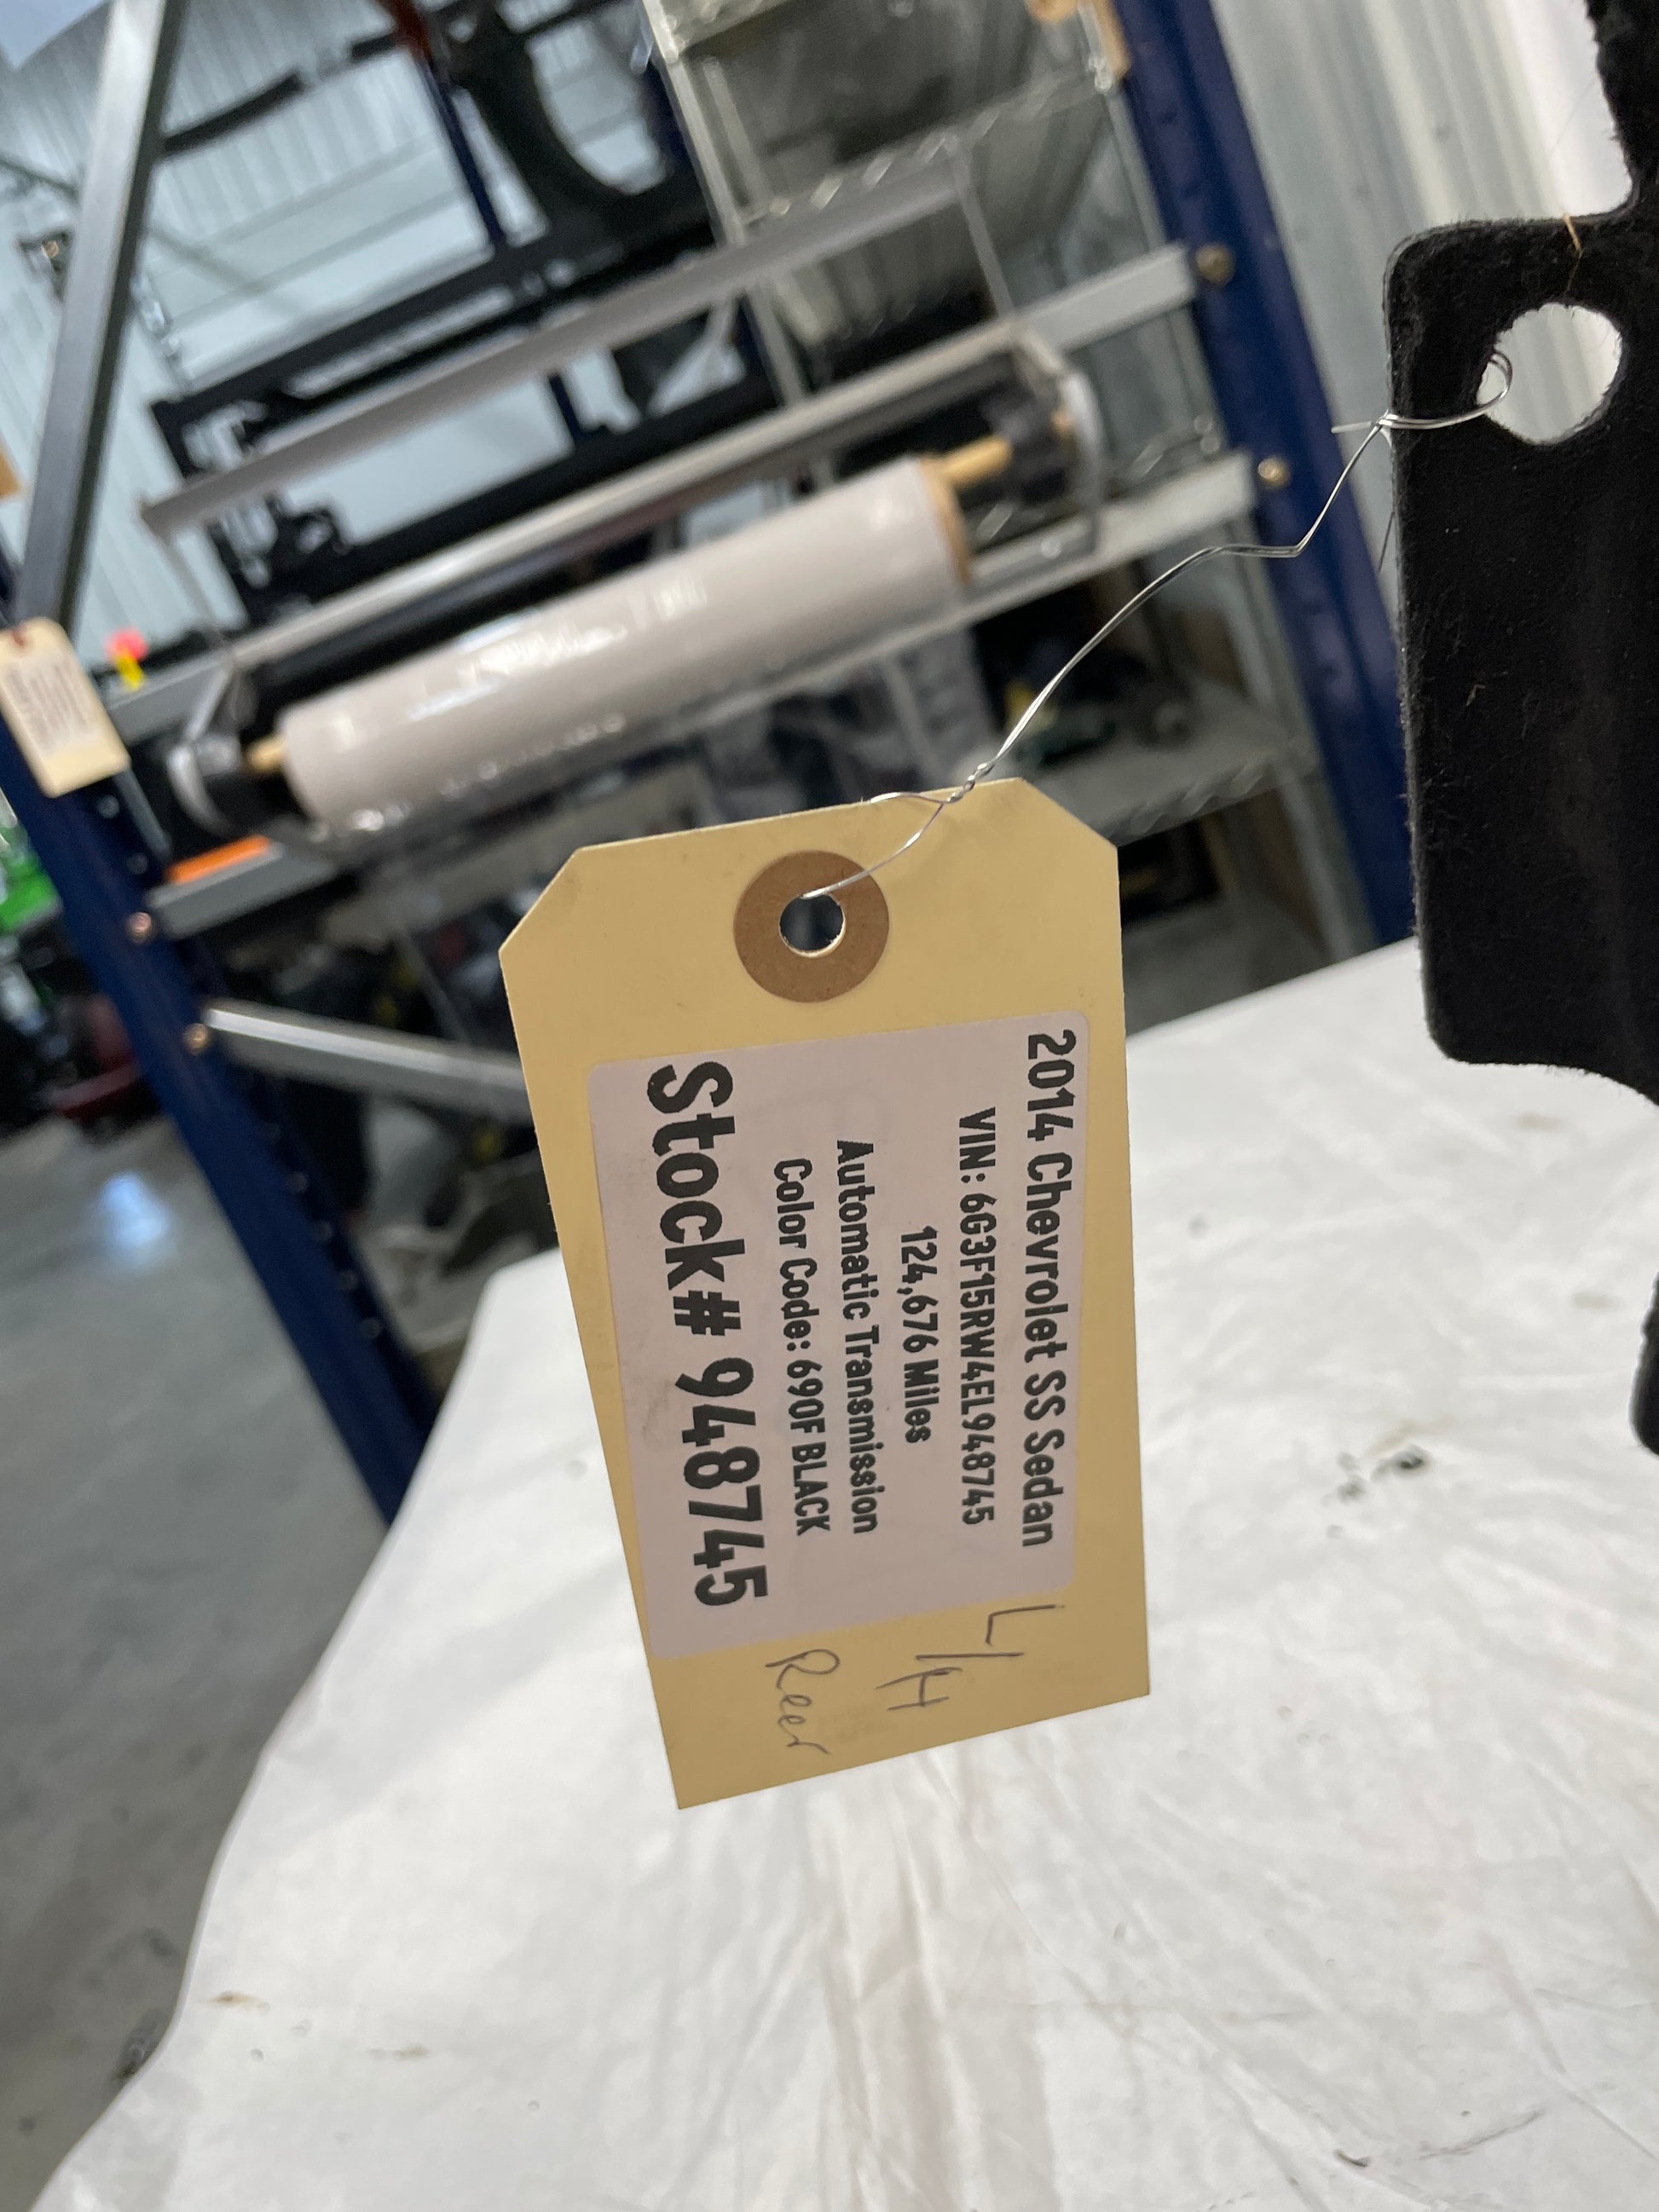 2014 Chevrolet SS Sedan
VIN: 6G3F15RW4EL948745
124,676 Miles
Automatic Transmission
Color Code: 690F BLACK
Stock# 948745
L/H
Reer